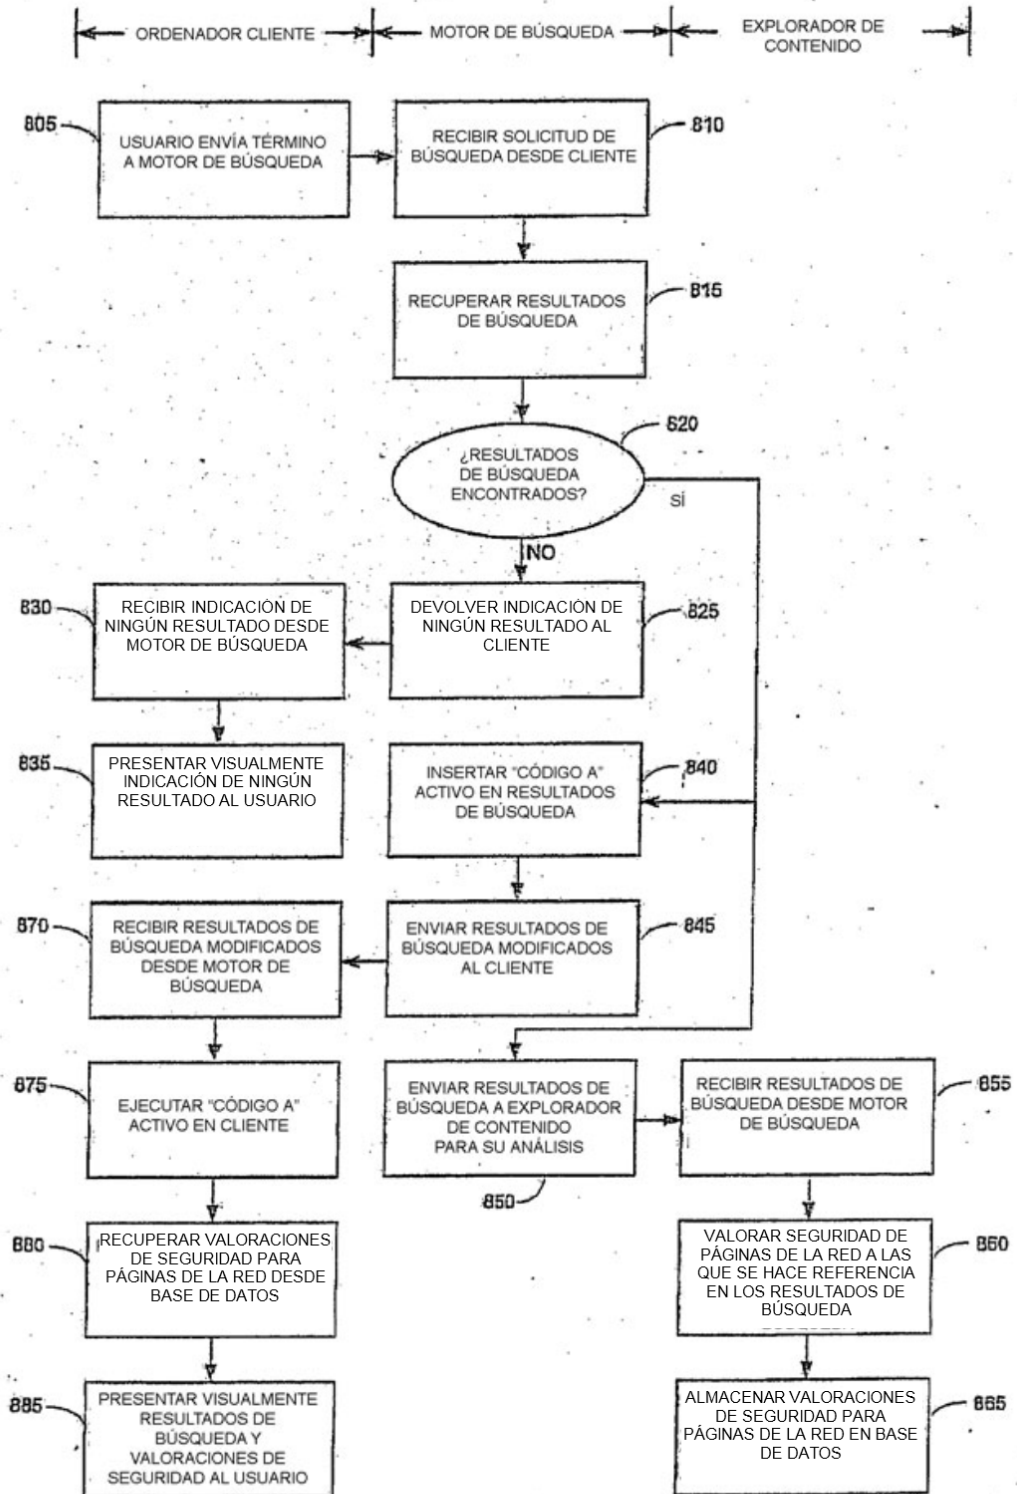 ORDENADOR CLIENTE
MOTOR DE BÚSQUEDA
EXPLORADOR DE
CONTENIDO
805
USUARIO ENVÍA TÉRMINO
A MOTOR DE BÚSQUEDA
RECIBIR SOLICITUD DE
BÚSQUEDA DESDE CLIENTE
810
RECUPERAR RESULTADOS
DE BÚSQUEDA
815
¿RESULTADOS
DE BÚSQUEDA
ENCONTRADOS?
820
SÍ
NO
830
RECIBIR INDICACIÓN DE
NINGÚN RESULTADO DESDE
MOTOR DE BÚSQUEDA
DEVOLVER INDICACIÓN DE
NINGÚN RESULTADO AL
CLIENTE
825
835
PRESENTAR VISUALMENTE
INDICACIÓN DE NINGÚN
RESULTADO AL USUARIO
INSERTAR "CÓDIGO A"
ACTIVO EN RESULTADOS
DE BÚSQUEDA
840
870
RECIBIR RESULTADOS DE
BÚSQUEDA MODIFICADOS
DESDE MOTOR DE
BÚSQUEDA
ENVIAR RESULTADOS DE
BÚSQUEDA MODIFICADOS
AL CLIENTE
845
875
EJECUTAR "CÓDIGO A"
ACTIVO EN CLIENTE
ENVIAR RESULTADOS DE
BÚSQUEDA A EXPLORADOR
DE CONTENIDO
PARA SU ANÁLISIS
850
RECIBIR RESULTADOS DE
BÚSQUEDA DESDE MOTOR
DE BÚSQUEDA
855
880
RECUPERAR VALORACIONES
DE SEGURIDAD PARA
PÁGINAS DE LA RED DESDE
BASE DE DATOS
VALORAR SEGURIDAD DE
PÁGINAS DE LA RED A LAS
QUE SE HACE REFERENCIA
EN LOS RESULTADOS DE
BÚSQUEDA
860
885
PRESENTAR VISUALMENTE
RESULTADOS DE
BÚSQUEDA Y
VALORACIONES DE
SEGURIDAD AL USUARIO
ALMACENAR VALORACIONES
DE SEGURIDAD PARA
PÁGINAS DE LA RED EN BASE
DE DATOS
865